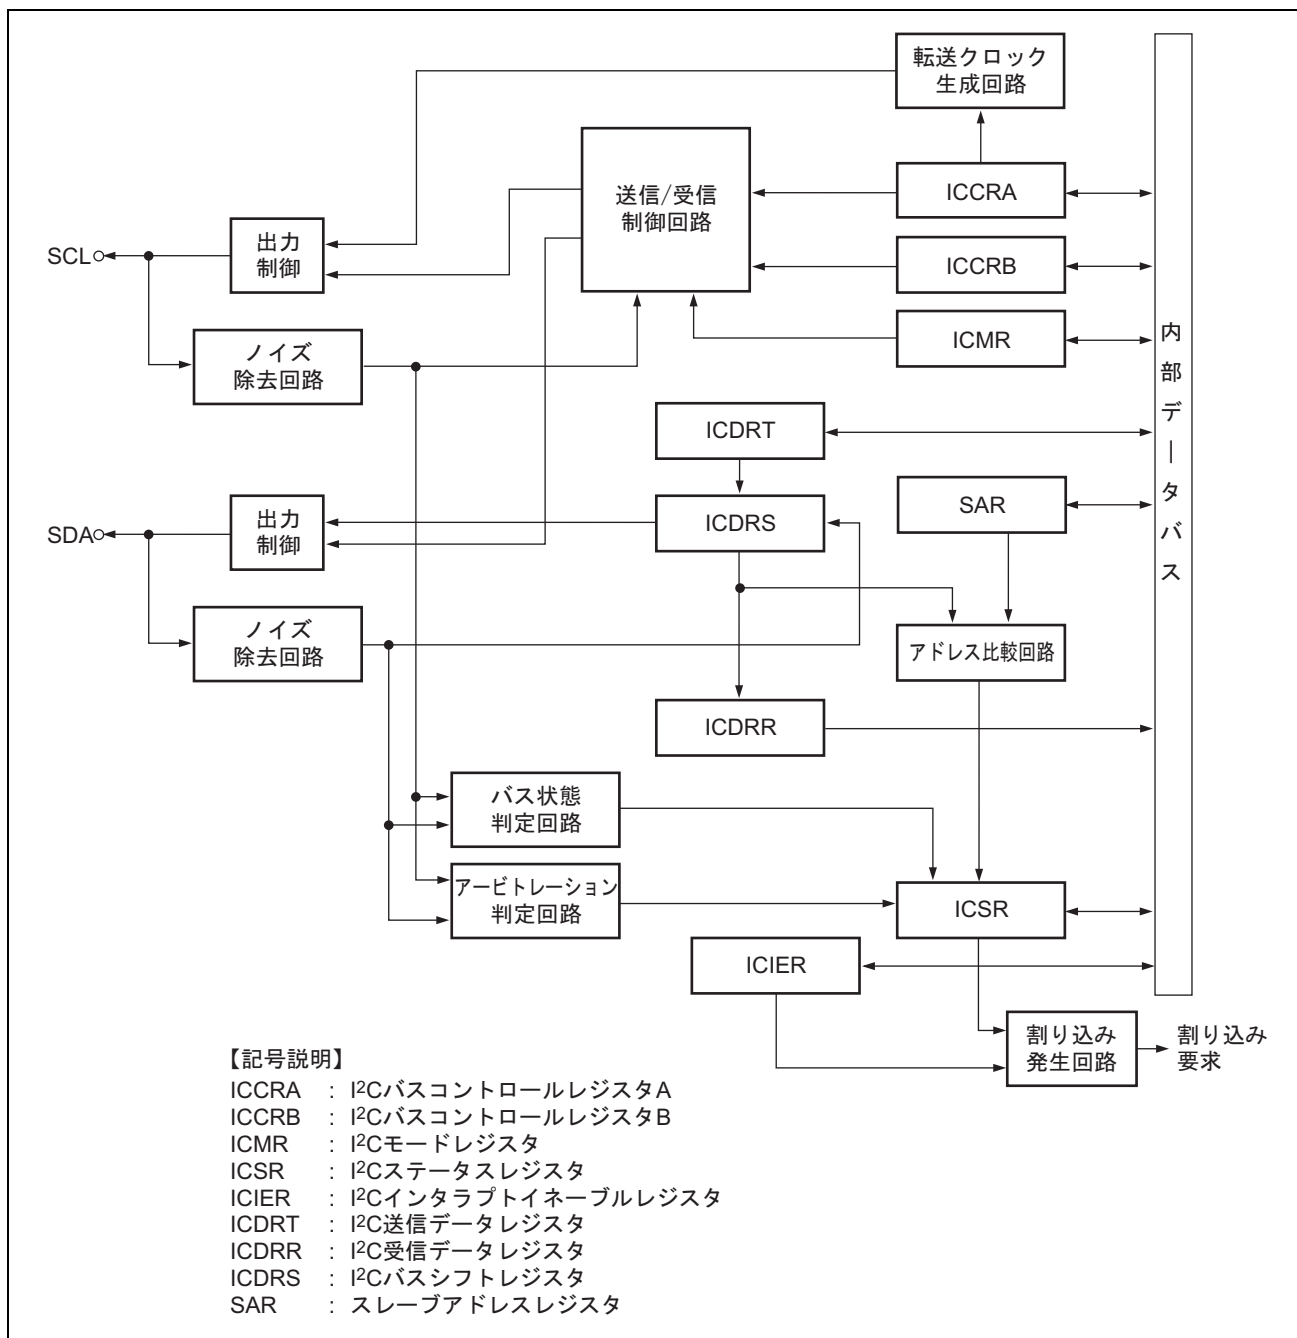 転送クロック
生成回路
送信/受信
制御回路
ICCRA
SCL
出力
制御
ICCRB
ICMR
ノイズ
除去回路
内部データバス
ICDRT
SAR
ICDRS
SDA
出力
制御
ノイズ
除去回路
アドレス比較回路
ICDRR
バス状態
判定回路
アービトレーション
判定回路
ICSR
ICIER
割り込み
発生回路
割り込み
要求
【記号説明】
ICCRA : I²CバスコントロールレジスタA
ICCRB : I²CバスコントロールレジスタB
ICMR : I²Cモードレジスタ
ICSR : I²Cステータスレジスタ
ICIER : I²Cインタラプトイネーブルレジスタ
ICDRT : I²C送信データレジスタ
ICDRR : I²C受信データレジスタ
ICDRS : I²Cバスシフトレジスタ
SAR : スレーブアドレスレジスタ